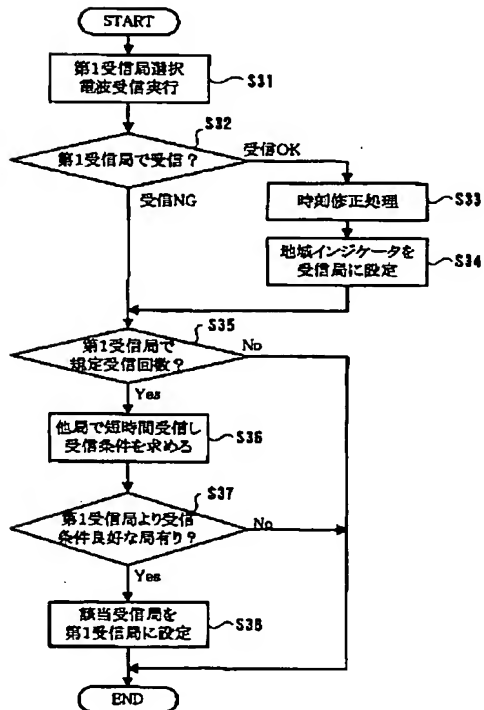 START
第1受信局選択
電波受信実行
S31
S32
第1受信局で受信？
受信OK
受信NG
時刻修正処理
S33
地域インジケータを
受信局に設定
S34
S35
第1受信局で
規定受信回数？
No
Yes
他局で短時間受信し
受信条件を求める
S36
S37
第1受信局より受信
条件良好な局有り？
No
Yes
該当受信局を
第1受信局に設定
S38
END